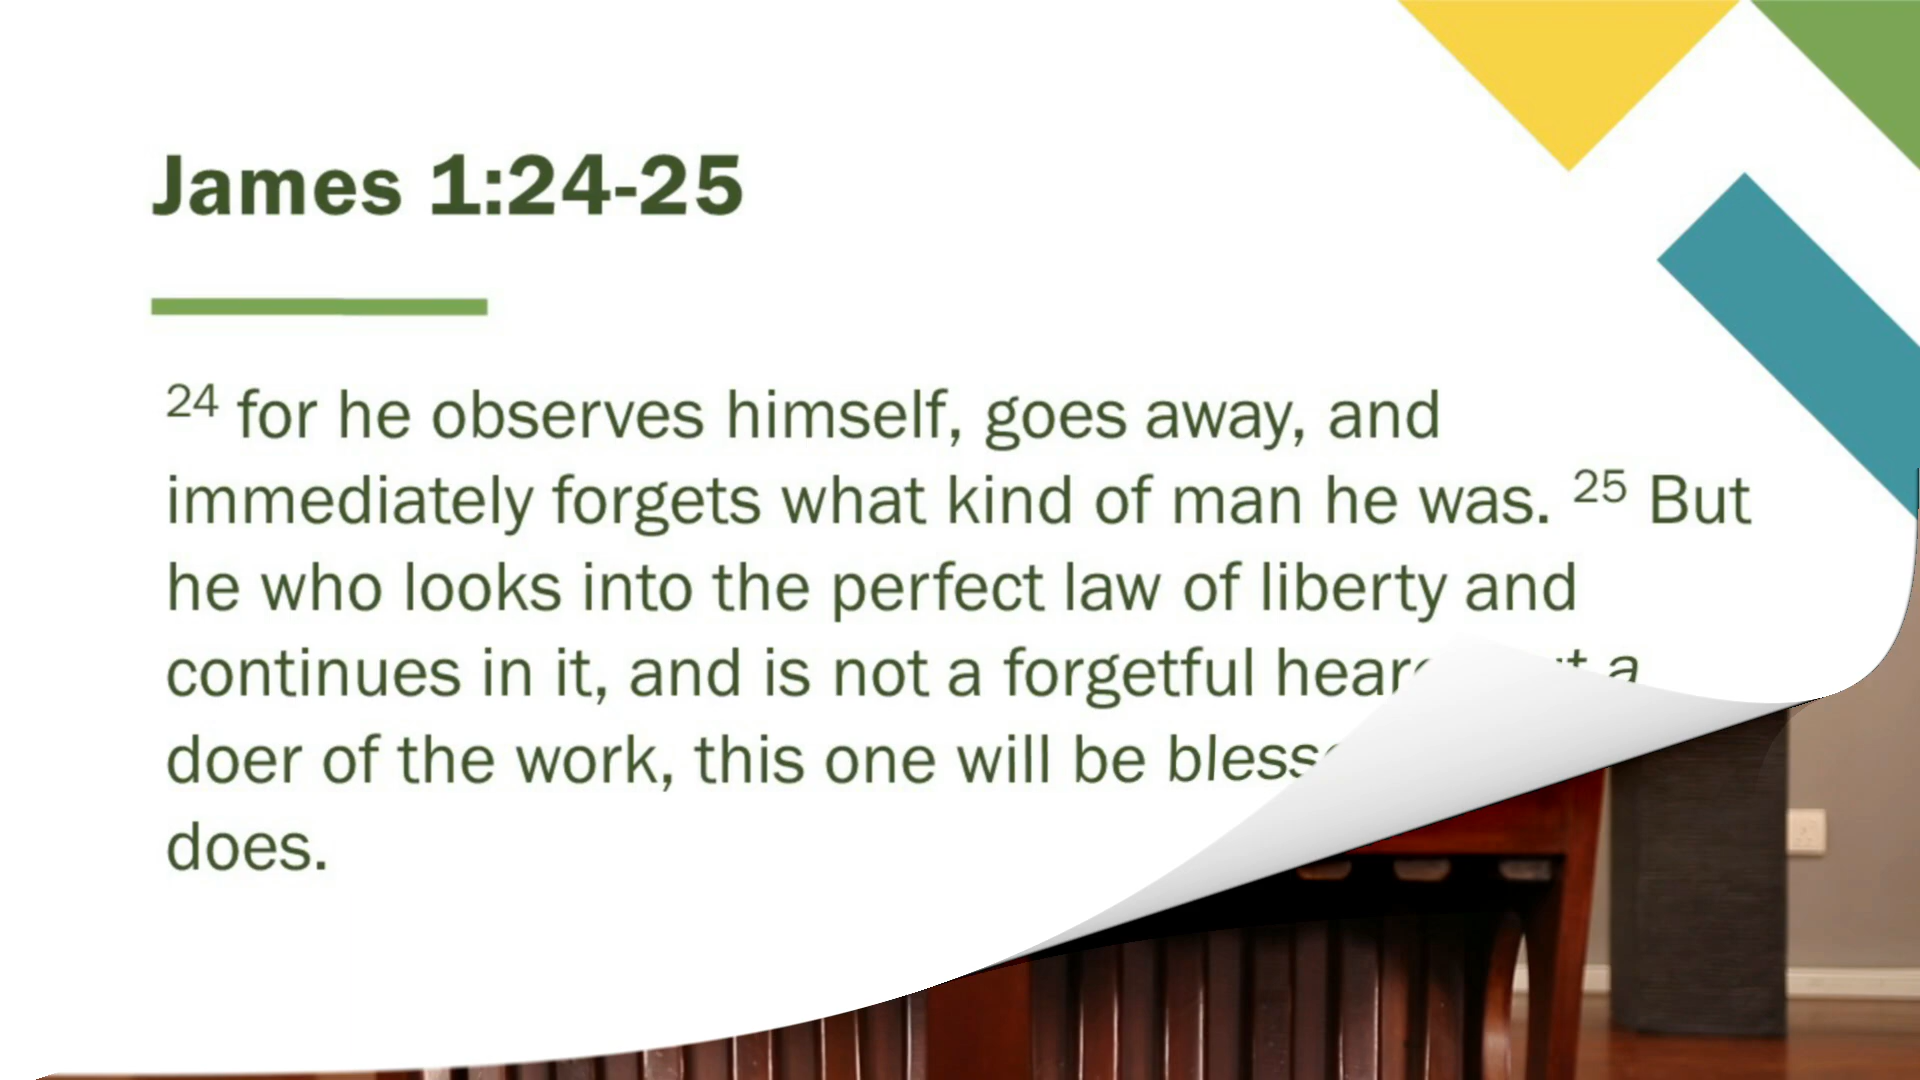 James 1:24-25
24 for he observes himself, goes away, and
immediately forgets what kind of man he was. 25 But
he who looks into the perfect law of liberty and
continues in it, and is not a forgetful a
doer of the work, this one will be
does.